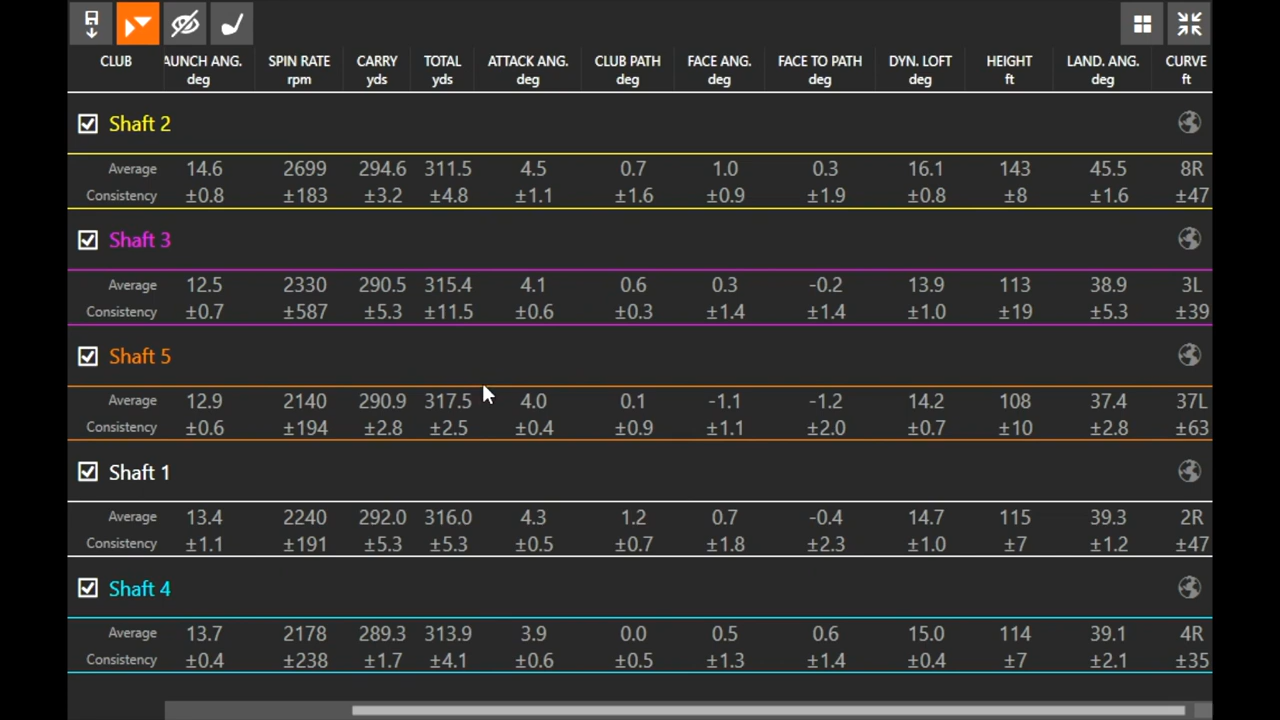 CLUB AUNCH ANG. SPIN RATE CARRY TOTAL ATTACK ANG. CLUB PATH FACE ANG. FACE TO PATH DYN. LOFT HEIGHT LAND. ANG. CURVE
deg rpm yds yds deg deg deg deg deg ft deg ft
Shaft 2
Average 14.6 2699 294.6 311.5 4.5 0.7 1.0 0.3 16.1 143 45.5 8R
Consistency ±0.8 ±183 ±3.2 ±4.8 ±1.1 ±1.6 ±0.9 ±1.9 ±0.8 ±8 ±1.6 ±47
Shaft 3
Average 12.5 2330 290.5 315.4 4.1 0.6 0.3 -0.2 13.9 113 38.9 3L
Consistency ±0.7 ±587 ±5.3 ±11.5 ±0.6 ±0.3 ±1.4 ±1.4 ±1.0 ±19 ±5.3 ±39
Shaft 5
Average 12.9 2140 290.9 317.5 4.0 0.1 -1.1 -1.2 14.2 108 37.4 37L
Consistency ±0.6 ±194 ±2.8 ±2.5 ±0.4 ±0.9 ±1.1 ±2.0 ±0.7 ±10 ±2.8 ±63
Shaft 1
Average 13.4 2240 292.0 316.0 4.3 1.2 0.7 -0.4 14.7 115 39.3 2R
Consistency ±1.1 ±191 ±5.3 ±5.3 ±0.5 ±0.7 ±1.8 ±2.3 ±1.0 ±7 ±1.2 ±47
Shaft 4
Average 13.7 2178 289.3 313.9 3.9 0.0 0.5 0.6 15.0 114 39.1 4R
Consistency ±0.4 ±238 ±1.7 ±4.1 ±0.6 ±0.5 ±1.3 ±1.4 ±0.4 ±7 ±2.1 ±35